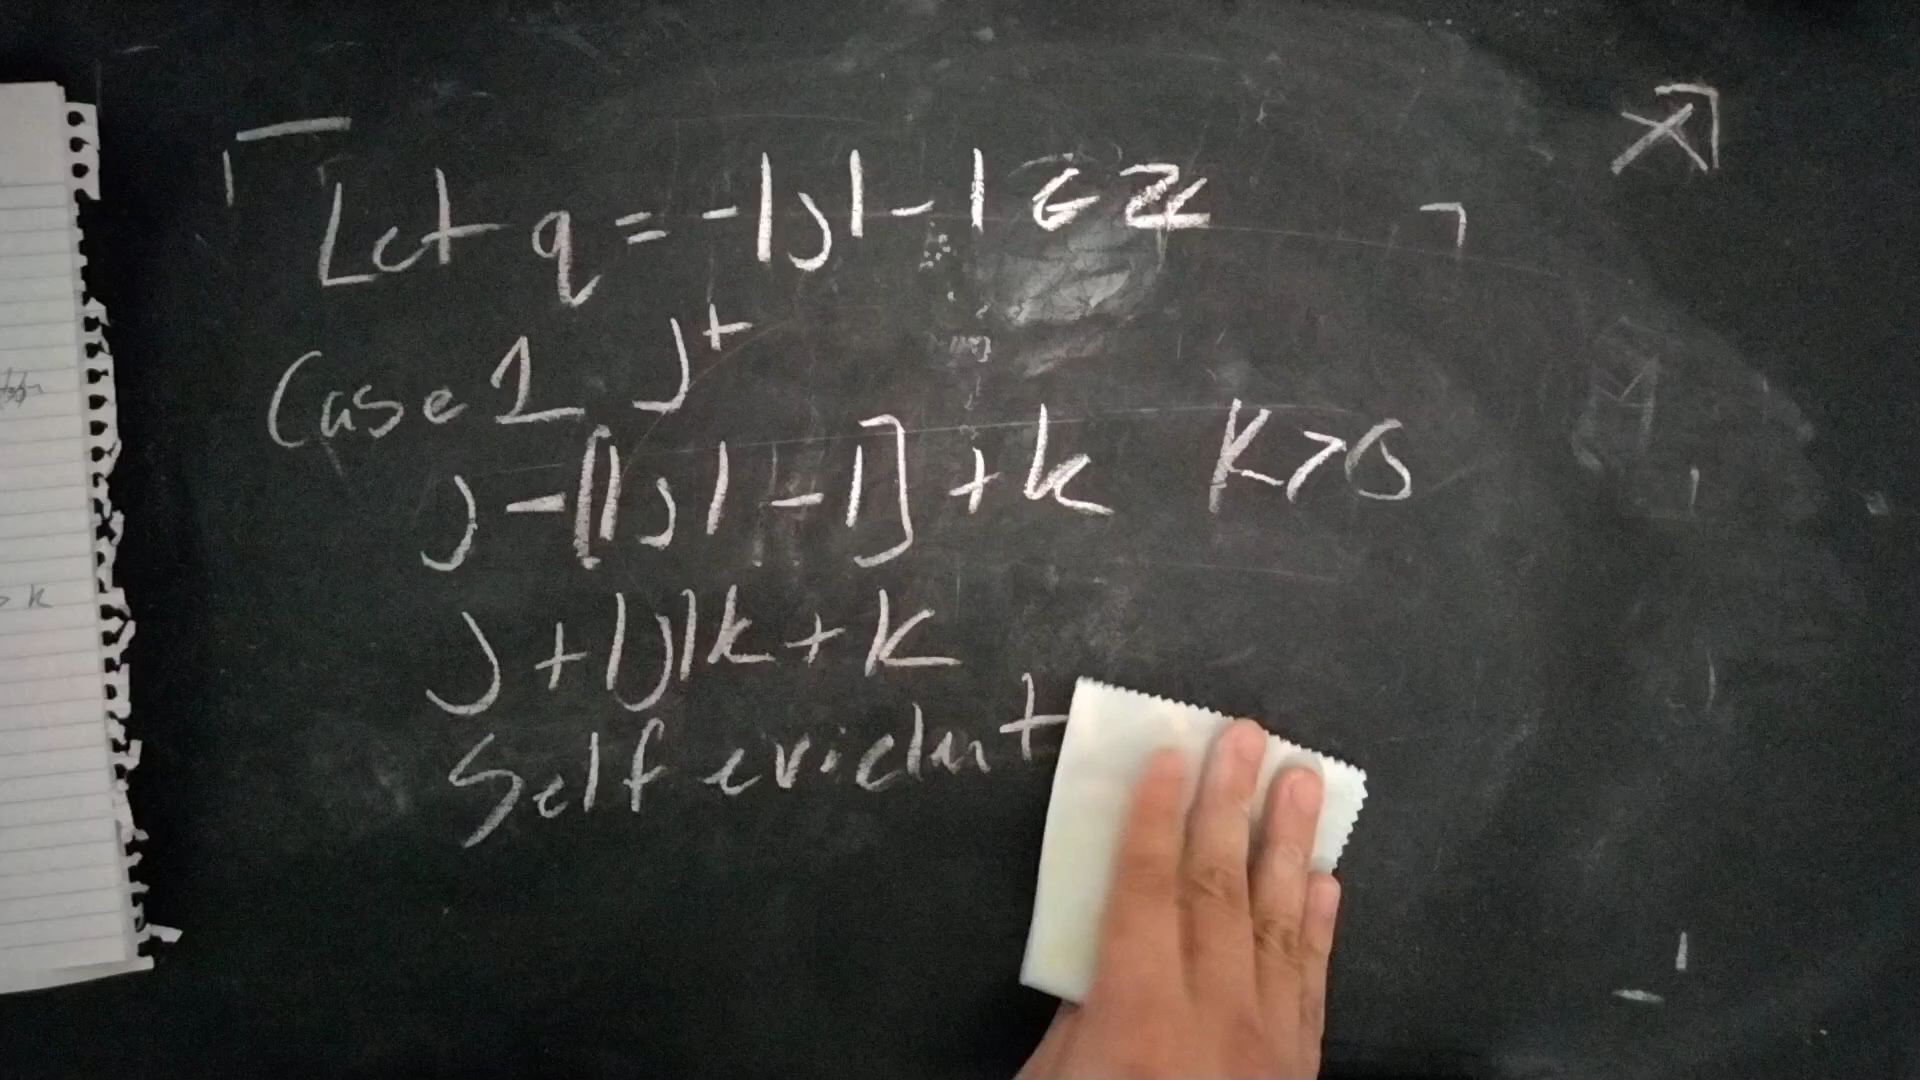 Let q = -|j| - 1 ∈ ℤ
Case 1 j+
j - [|j| - 1] + k K > 0
j + |j|k + k
Self evident
> k